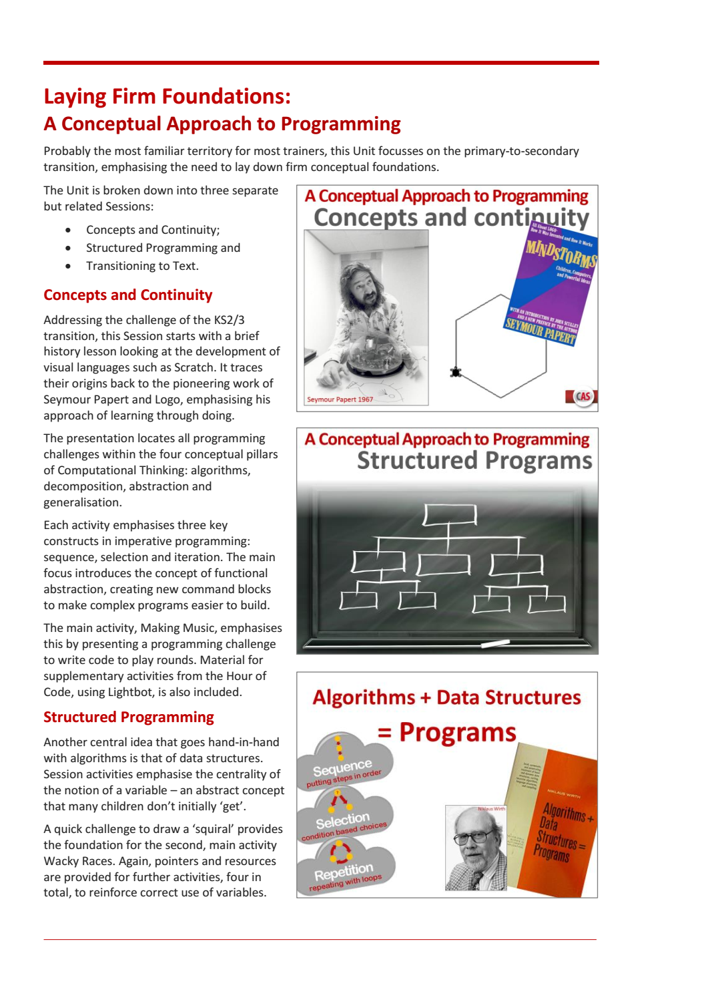 Laying Firm Foundations:
A Conceptual Approach to Programming
Probably the most familiar territory for most trainers, this Unit focusses on the primary-to-secondary
transition, emphasising the need to lay down firm conceptual foundations.
The Unit is broken down into three separate
but related Sessions:
• Concepts and Continuity;
• Structured Programming and
• Transitioning to Text.
Concepts and Continuity
Addressing the challenge of the KS2/3
transition, this Session starts with a brief
history lesson looking at the development of
visual languages such as Scratch. It traces
their origins back to the pioneering work of
Seymour Papert and Logo, emphasising his
approach of learning through doing.
The presentation locates all programming
challenges within the four conceptual pillars
of Computational Thinking: algorithms,
decomposition, abstraction and
generalisation.
Each activity emphasises three key
constructs in imperative programming:
sequence, selection and iteration. The main
focus introduces the concept of functional
abstraction, creating new command blocks
to make complex programs easier to build.
The main activity, Making Music, emphasises
this by presenting a programming challenge
to write code to play rounds. Material for
supplementary activities from the Hour of
Code, using Lightbot, is also included.
Structured Programming
Another central idea that goes hand-in-hand
with algorithms is that of data structures.
Session activities emphasise the centrality of
the notion of a variable – an abstract concept
that many children don’t initially ‘get’.
A quick challenge to draw a ‘squiral’ provides
the foundation for the second, main activity
Wacky Races. Again, pointers and resources
are provided for further activities, four in
total, to reinforce correct use of variables.
A Conceptual Approach to Programming
Concepts and continuity
All About LOGO-
How It Was Invented and How It Works
MINDSTORMS
Children, Computers,
and Powerful Ideas
WITH AN INTRODUCTION BY JOHN SCULLEY
AND A NEW PREFACE BY THE AUTHOR
SEYMOUR PAPERT
Seymour Papert 1967
CAS
A Conceptual Approach to Programming
Structured Programs
Algorithms + Data Structures
= Programs
Sequence
putting steps in order
Selection
condition based choices
Repetition
repeating with loops
Niklaus Wirth
NIKLAUS WIRTH
Algorithms +
Data
Structures =
Programs